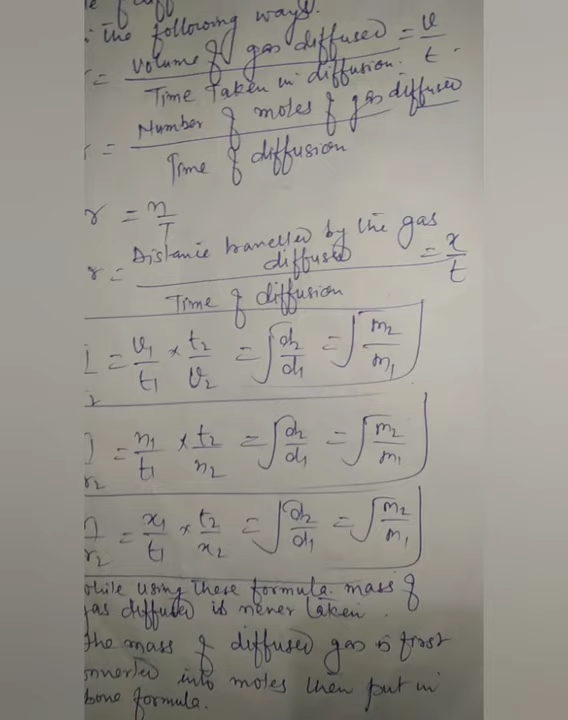 the following ways.
= Volume of gas diffused / Time Taken in diffusion. = v/t.
r = Number of moles of gas diffused / Time of diffusion
r = n/T
r = Distance travelled by the gas diffused / Time of diffusion = x/t
= v₁/t₁ × t₂/v₂ = √d₂/d₁ = √m₂/m₁
r₂ = n₁/t₁ × t₂/n₂ = √d₂/d₁ = √m₂/m₁
r₂ = x₁/t₁ × t₂/x₂ = √d₂/d₁ = √m₂/m₁
while using these formula. mass of
gas diffused is never taken.
The mass of diffused gas is first
onverted into moles then put in
bove formula.